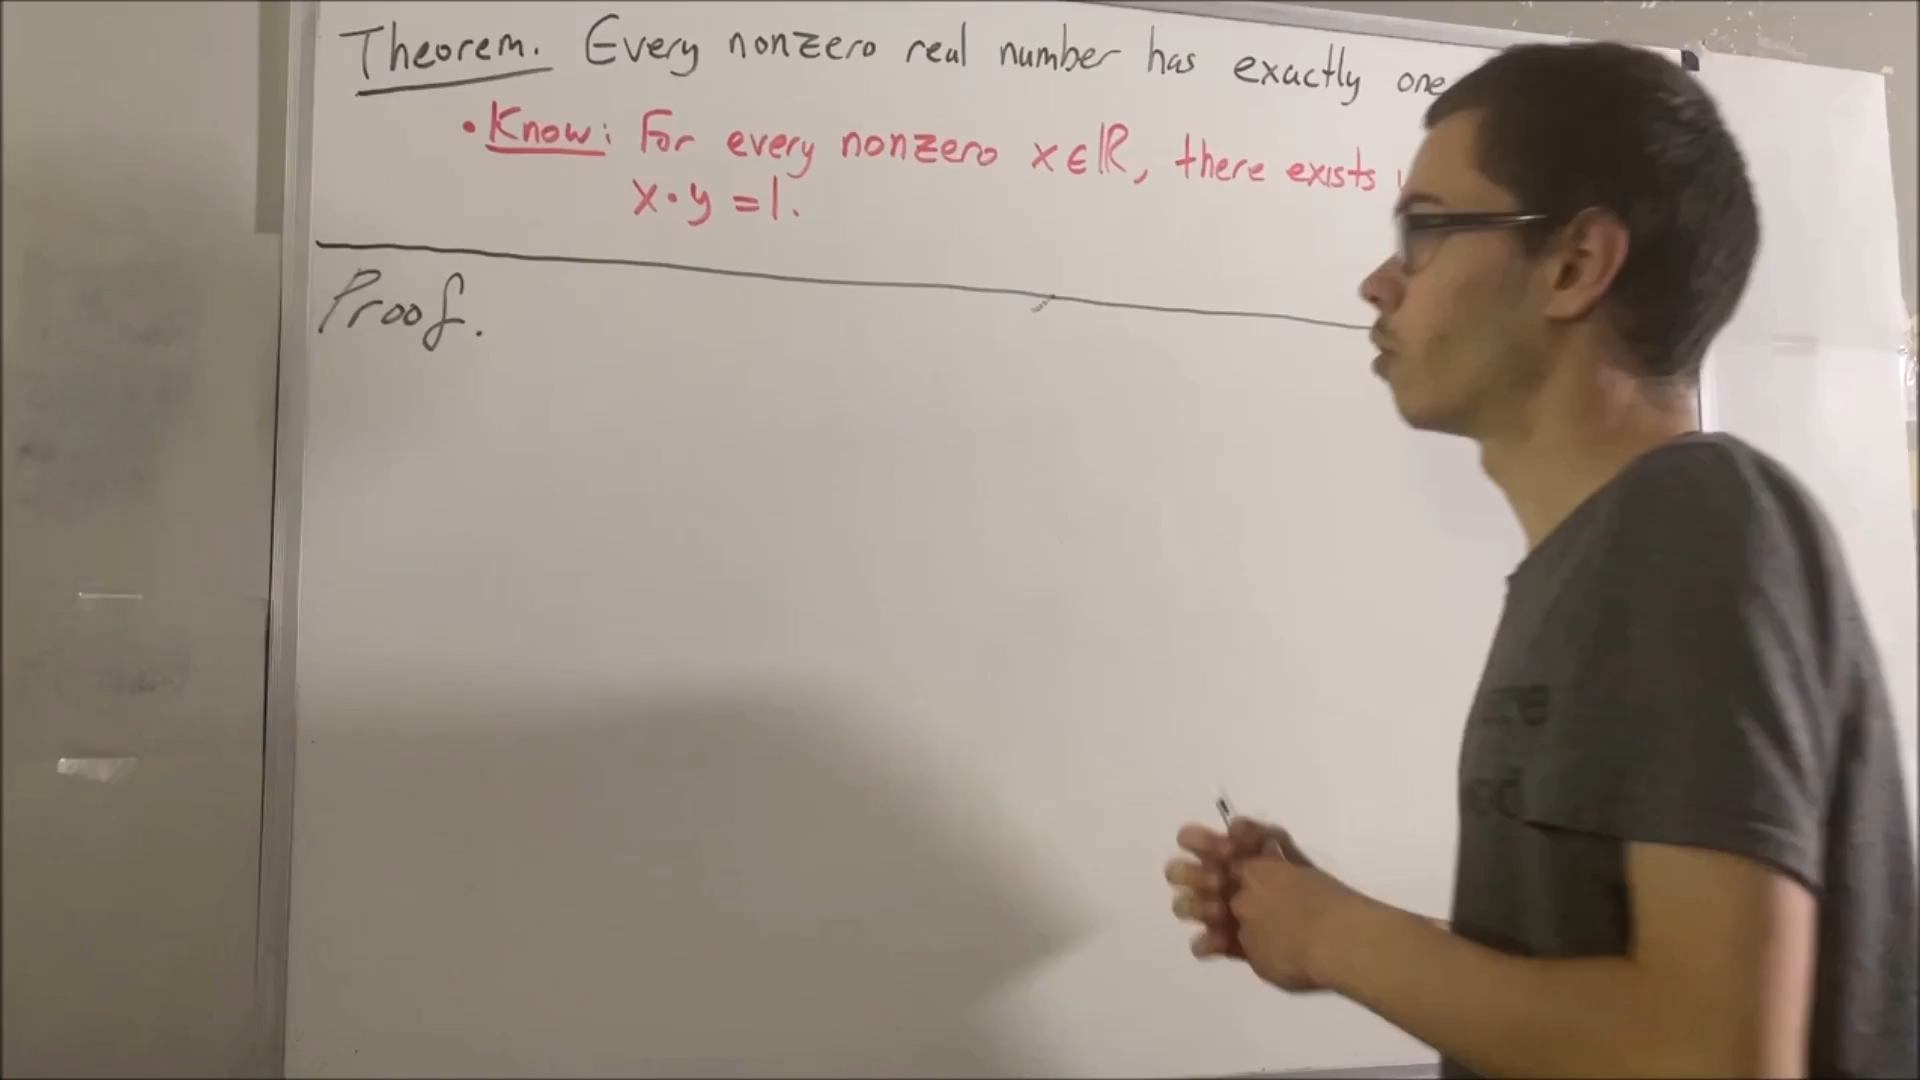 Theorem. Every nonzero real number has exactly one
• Know: For every nonzero x∈ℝ, there exists
x·y=1.
Proof.